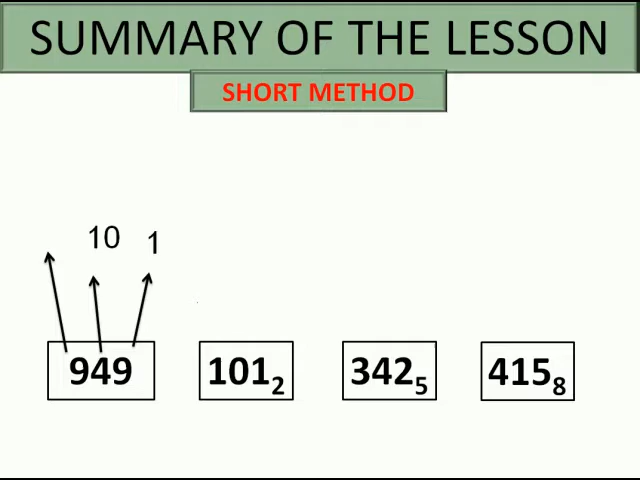 SUMMARY OF THE LESSON
SHORT METHOD
10 1
949 101₂ 342₅ 415₈